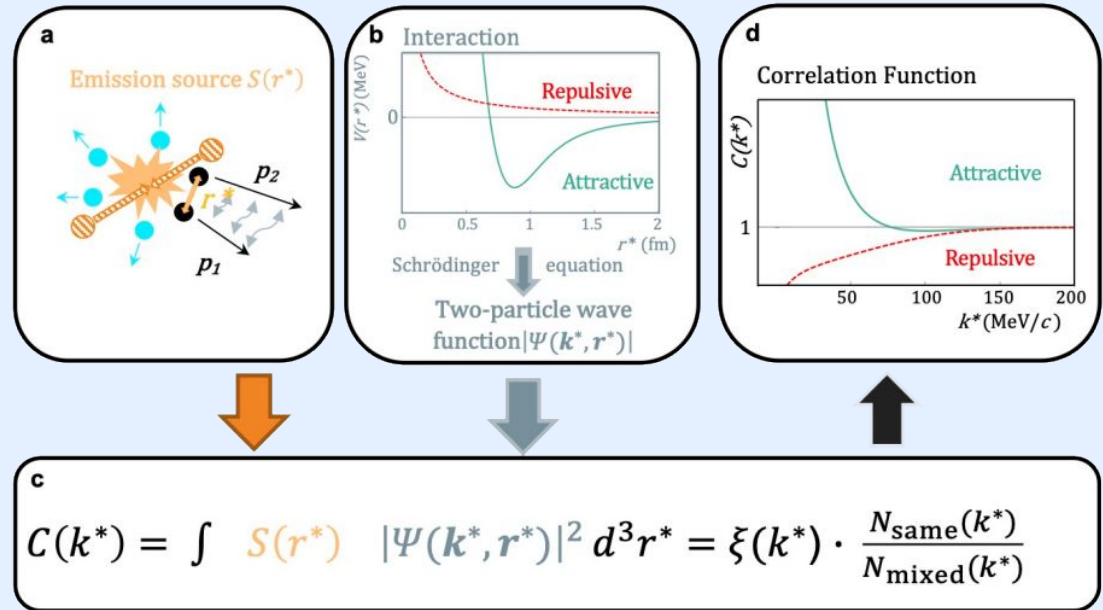 a
Emission source S(r*)
p₂
r*
p₁
b
Interaction
V(r*) (MeV)
Repulsive
0
Attractive
0 0.5 1 1.5 2
r* (fm)
Schrödinger equation
Two-particle wave
function|Ψ(k*, r*)|
d
Correlation Function
C(k*)
Attractive
1
Repulsive
50 100 150 200
k*(MeV/c)
c
C(k*) = ∫ S(r*) |Ψ(k*, r*)|² d³r* = ξ(k*) · N_same(k*) / N_mixed(k*)